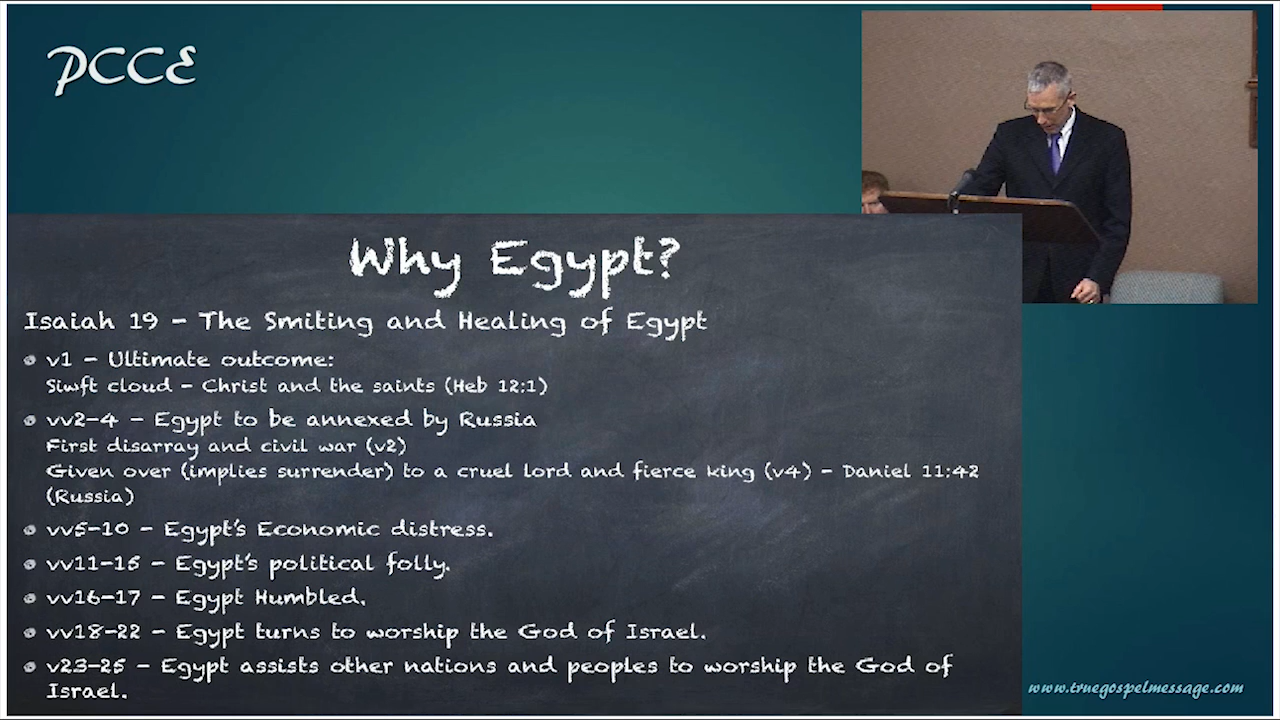 PCCE
Why Egypt?
Isaiah 19 - The Smiting and Healing of Egypt
v1 - Ultimate outcome:
Siwft cloud - Christ and the saints (Heb 12:1)
vv2-4 - Egypt to be annexed by Russia
First disarray and civil war (v2)
Given over (implies surrender) to a cruel lord and fierce king (v4) - Daniel 11:42
(Russia)
vv5-10 - Egypt's Economic distress.
vv11-15 - Egypt's political folly.
vv16-17 - Egypt Humbled.
vv18-22 - Egypt turns to worship the God of Israel.
v23-25 - Egypt assists other nations and peoples to worship the God of
Israel.
www.truegospelmessage.com